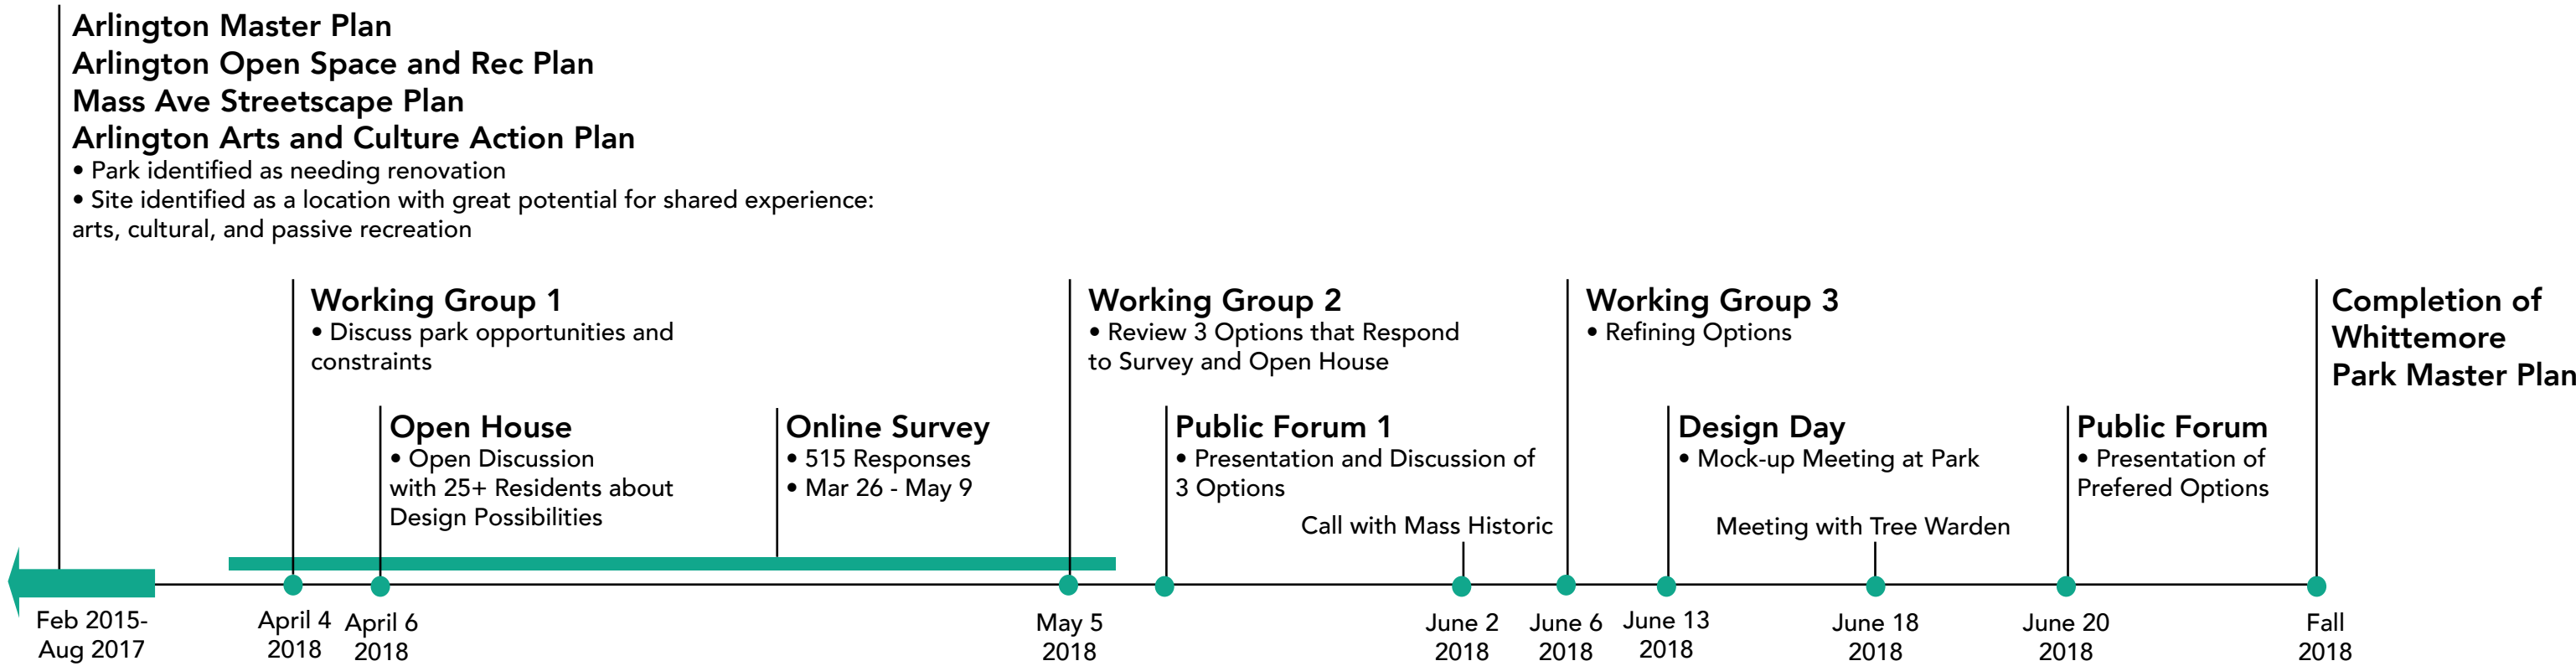 Arlington Master Plan
Arlington Open Space and Rec Plan
Mass Ave Streetscape Plan
Arlington Arts and Culture Action Plan
• Park identified as needing renovation
• Site identified as a location with great potential for shared experience:
arts, cultural, and passive recreation
Working Group 1
• Discuss park opportunities and
constraints
Working Group 2
• Review 3 Options that Respond
to Survey and Open House
Working Group 3
• Refining Options
Completion of
Whittemore
Park Master Plan
Open House
• Open Discussion
with 25+ Residents about
Design Possibilities
Online Survey
• 515 Responses
• Mar 26 - May 9
Public Forum 1
• Presentation and Discussion of
3 Options
Call with Mass Historic
Design Day
• Mock-up Meeting at Park
Meeting with Tree Warden
Public Forum
• Presentation of
Prefered Options
Feb 2015-
Aug 2017
April 4
2018
April 6
2018
May 5
2018
June 2
2018
June 6
2018
June 13
2018
June 18
2018
June 20
2018
Fall
2018